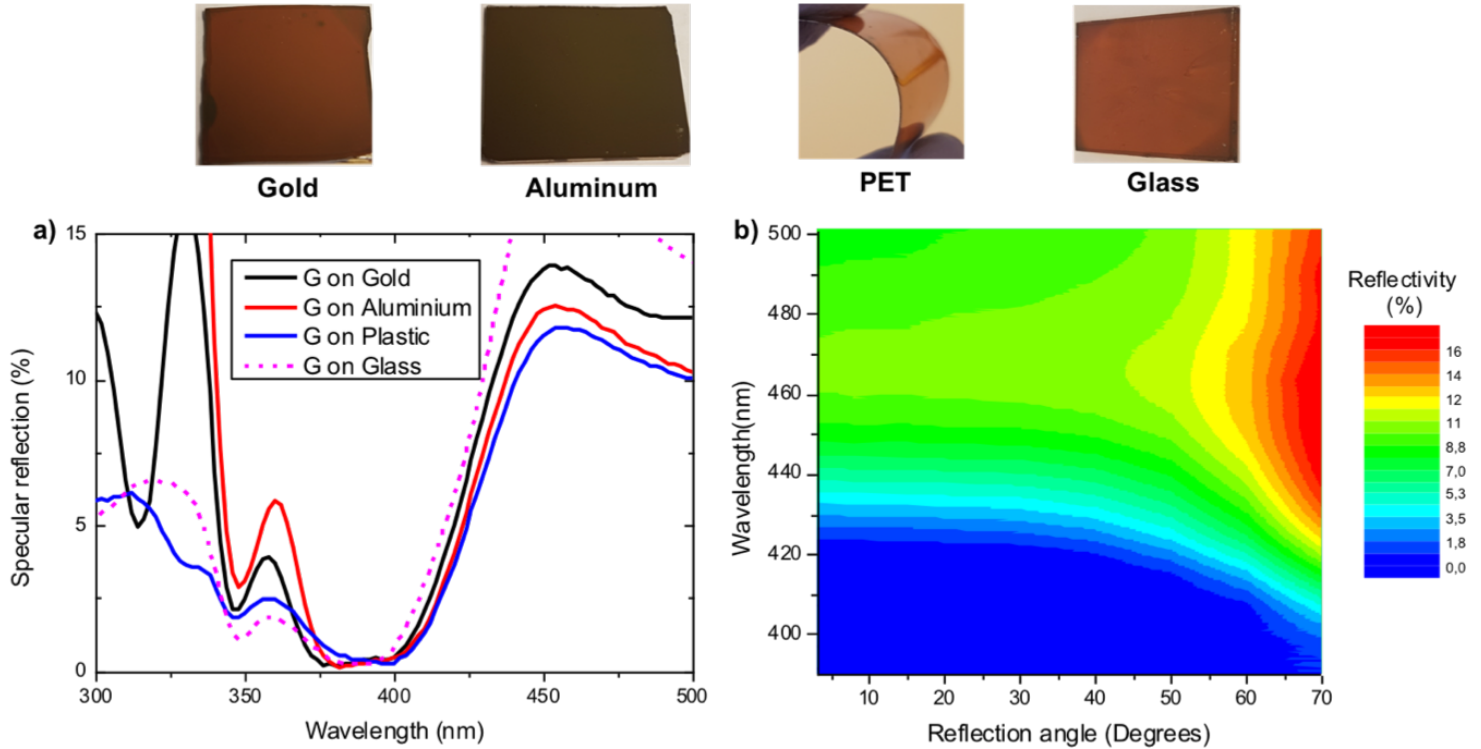 Gold
Aluminum
PET
Glass
a)
15
10
5
0
Specular reflection (%)
G on Gold
G on Aluminium
G on Plastic
G on Glass
300
350
400
450
500
Wavelength (nm)
b)
500
480
460
440
420
400
Wavelength(nm)
10
20
30
40
50
60
70
Reflection angle (Degrees)
Reflectivity
(%)
16
14
12
11
8,8
7,0
5,3
3,5
1,8
0,0